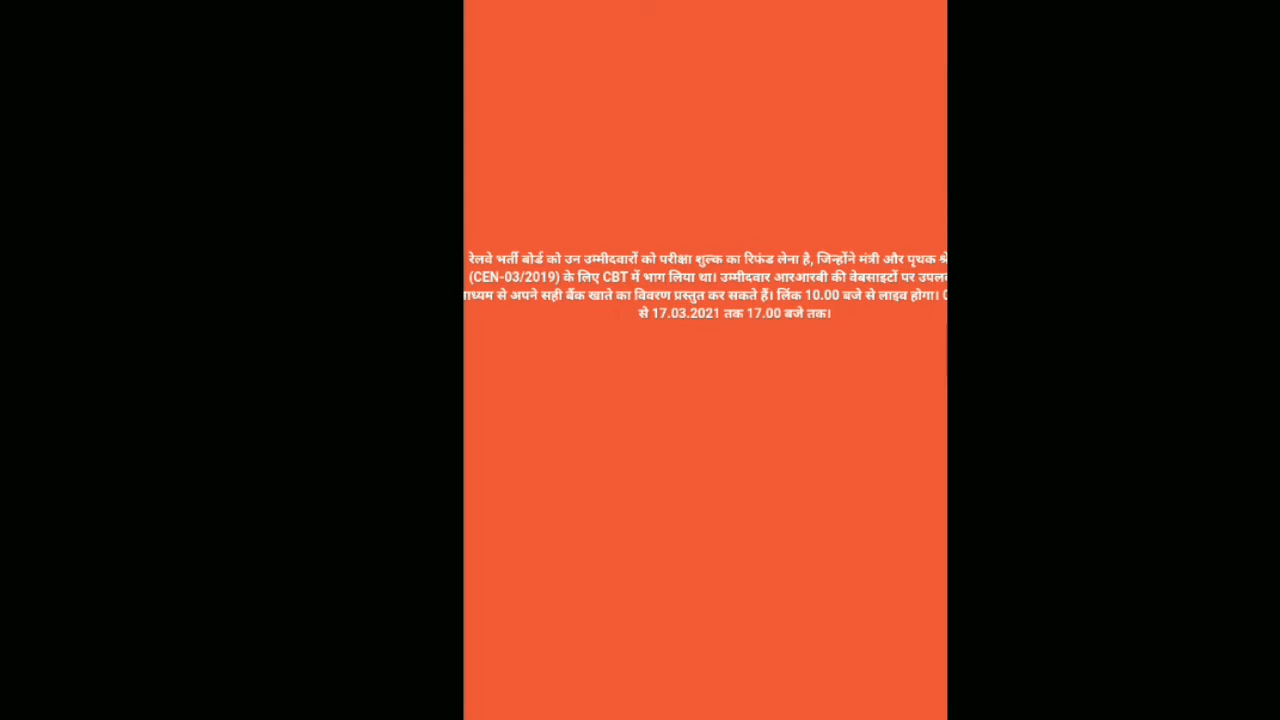 रेलवे भर्ती बोर्ड को उन उम्मीदवारों को परीक्षा शुल्क का रिफंड लेना है, जिन्होंने मंत्री और पृथक
(CEN-03/2019) के लिए CBT में भाग लिया था। उम्मीदवार आरआरबी की वेबसाइटों पर
से अपने सही बैंक खाते का विवरण प्रस्तुत कर सकते हैं। लिंक 10.00 बजे से लाइव होगा।
से 17.03.2021 तक 17.00 बजे तक।